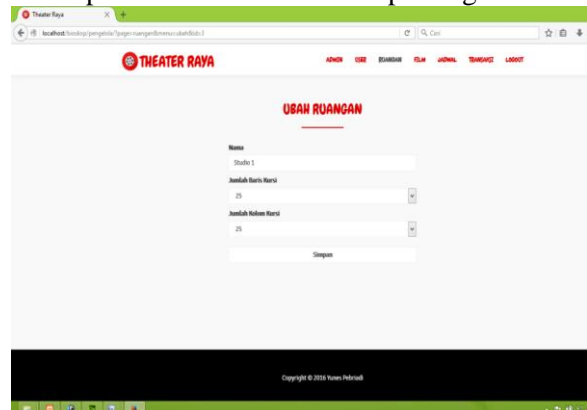 Theater Raya
localhost/bioskop/pengelola/?page=ruangan&menu=ubah&id=1
Cari
THEATER RAYA
ADMIN USER RUANGAN FILM JADWAL TRANSAKSI LOGOUT
UBAH RUANGAN
Nama
Studio 1
Jumlah Baris Kursi
25
Jumlah Kolom Kursi
25
Simpan
Copyright © 2016 Yunes Pebriadi